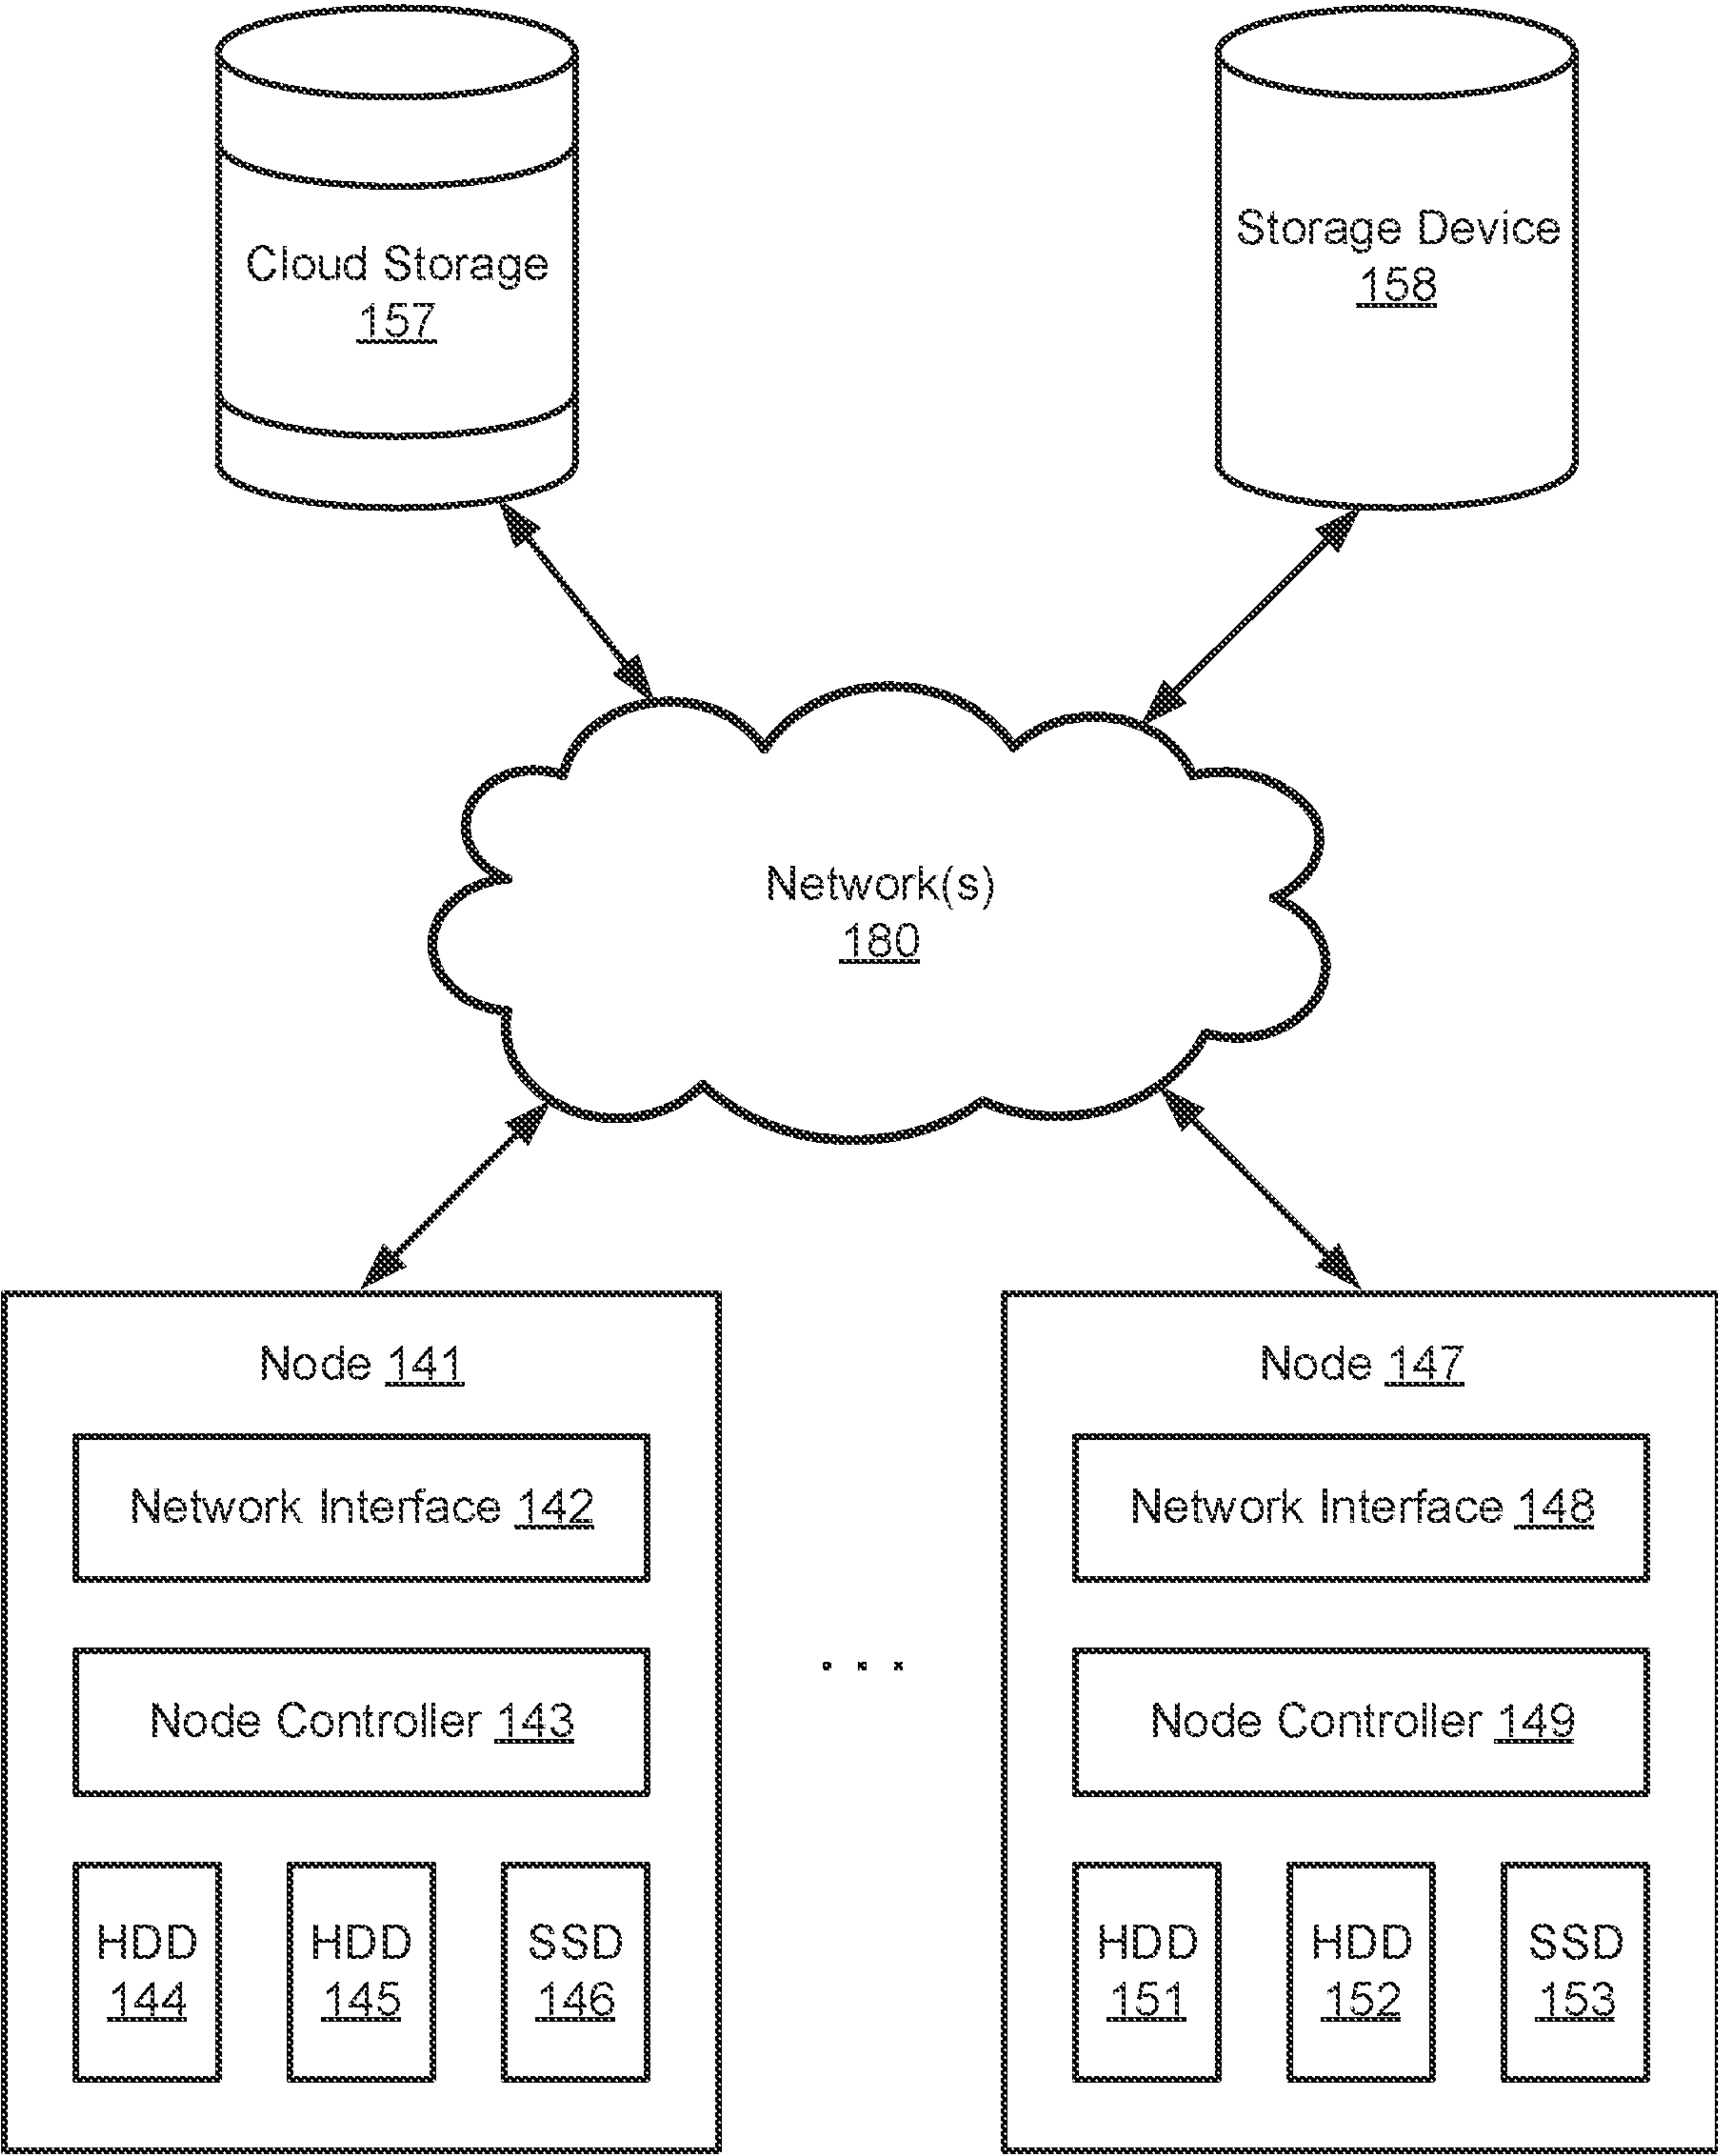 Cloud Storage
157
Storage Device
158
Network(s)
180
Node 141
Network Interface 142
Node Controller 143
HDD
144
HDD
145
SSD
146
. . .
Node 147
Network Interface 148
Node Controller 149
HDD
151
HDD
152
SSD
153